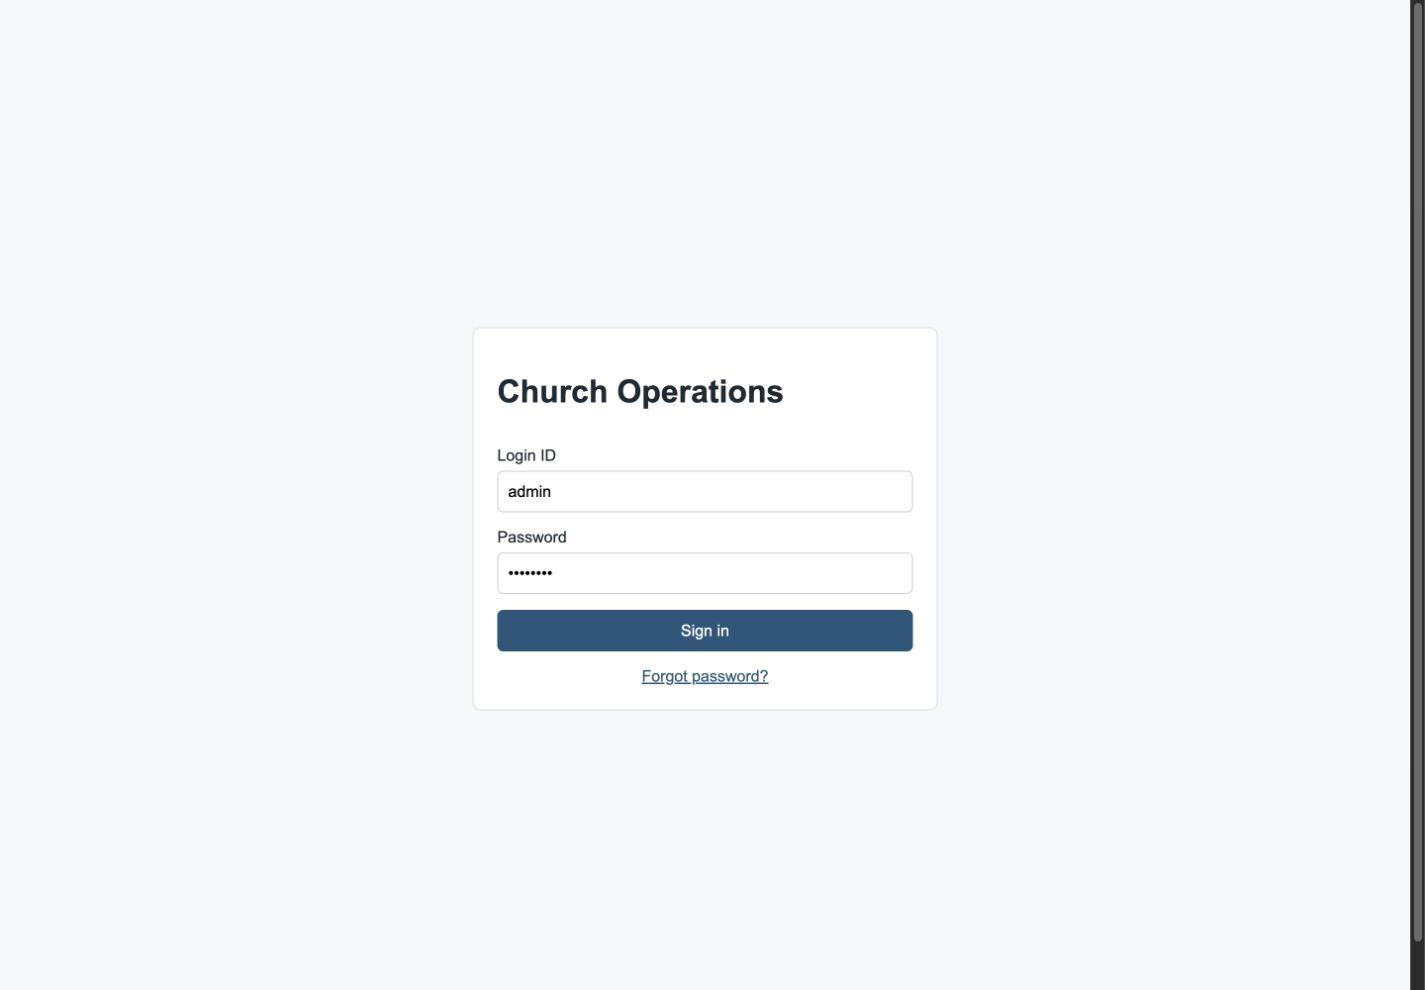 Church Operations
Login ID
admin
Password
••••••••
Sign in
Forgot password?